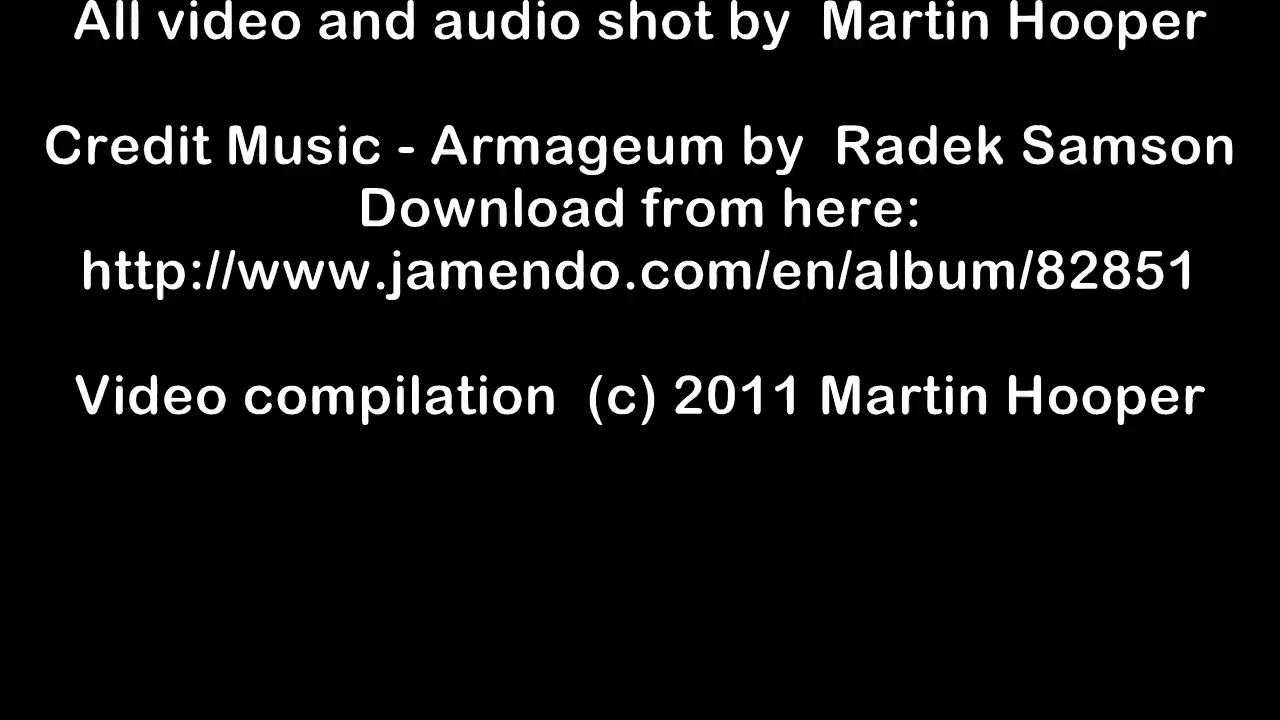 All video and audio shot by  Martin Hooper
Credit Music - Armageum by  Radek Samson
Download from here:
http://www.jamendo.com/en/album/82851
Video compilation  (c) 2011 Martin Hooper